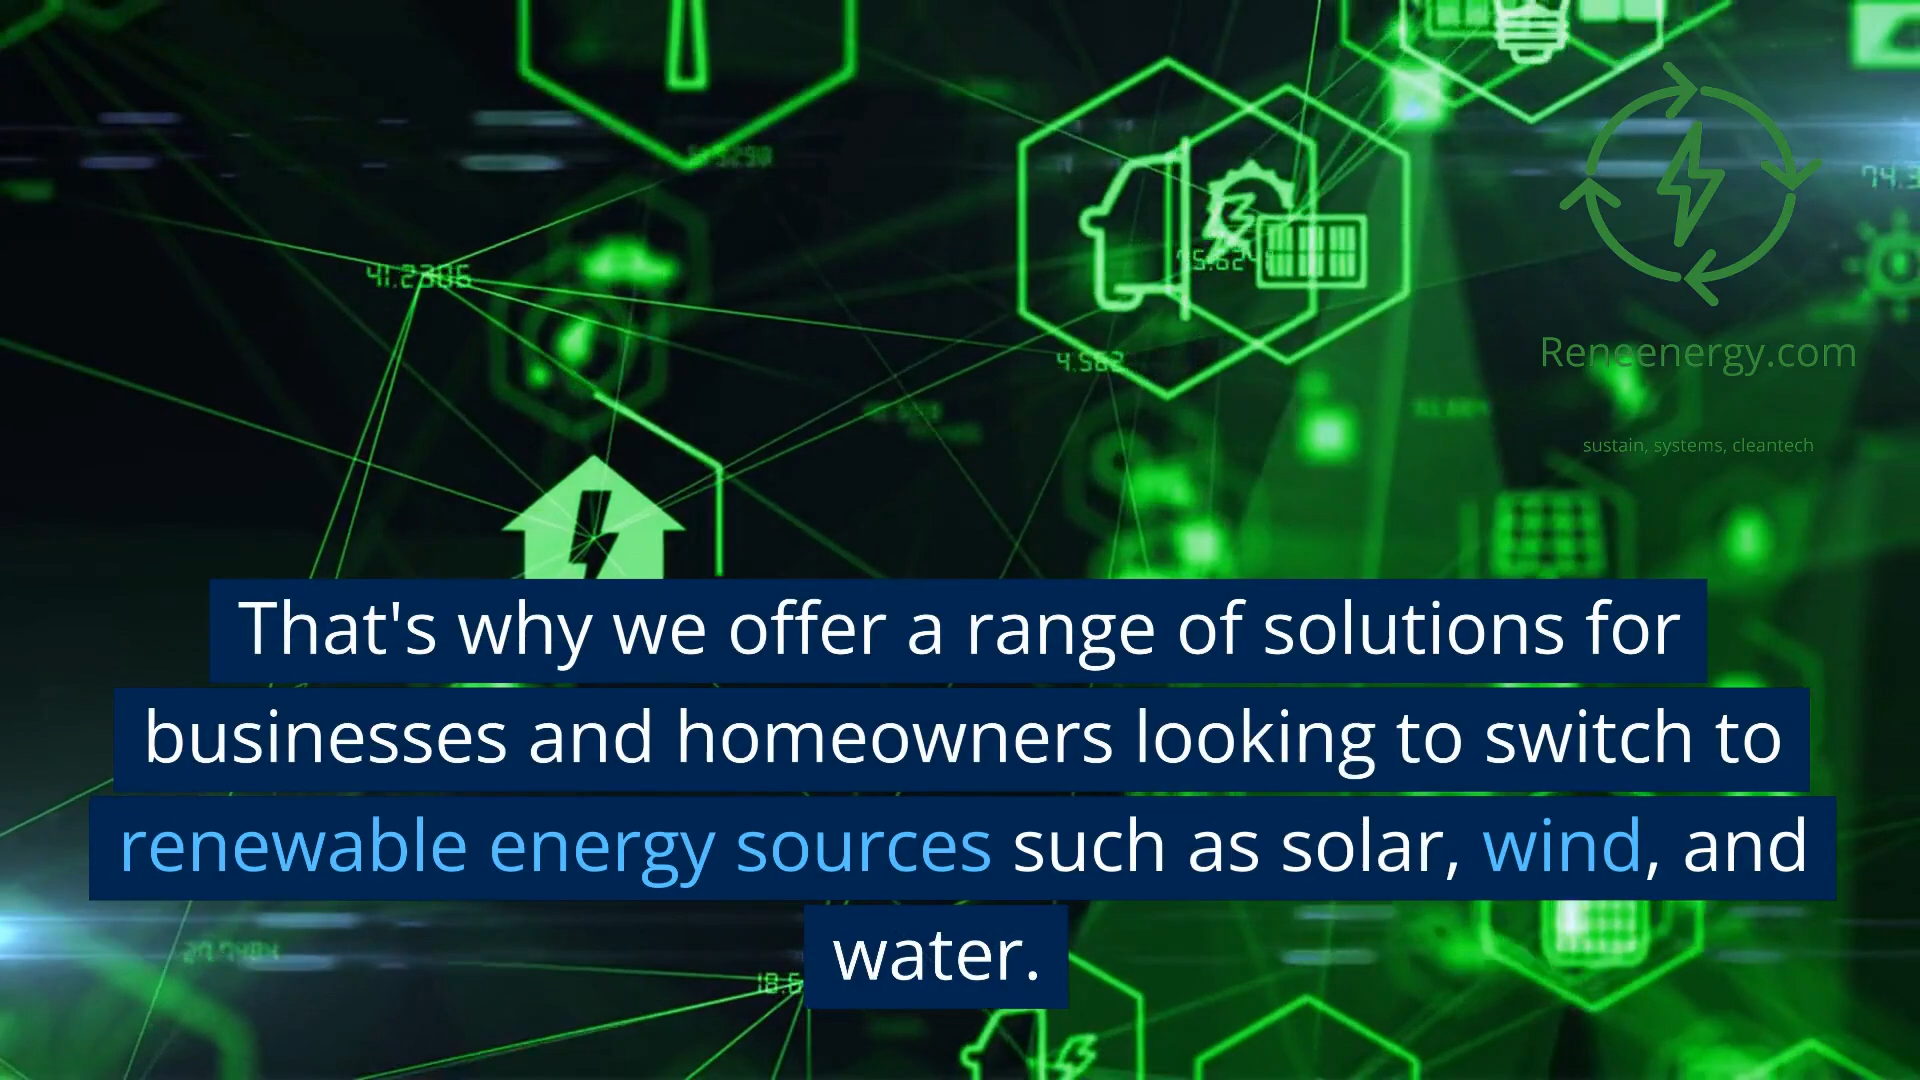 41.2306
4.562
Reneenergy.com
sustain, systems, cleantech
That's why we offer a range of solutions for
businesses and homeowners looking to switch to
renewable energy sources such as solar, wind, and
water.